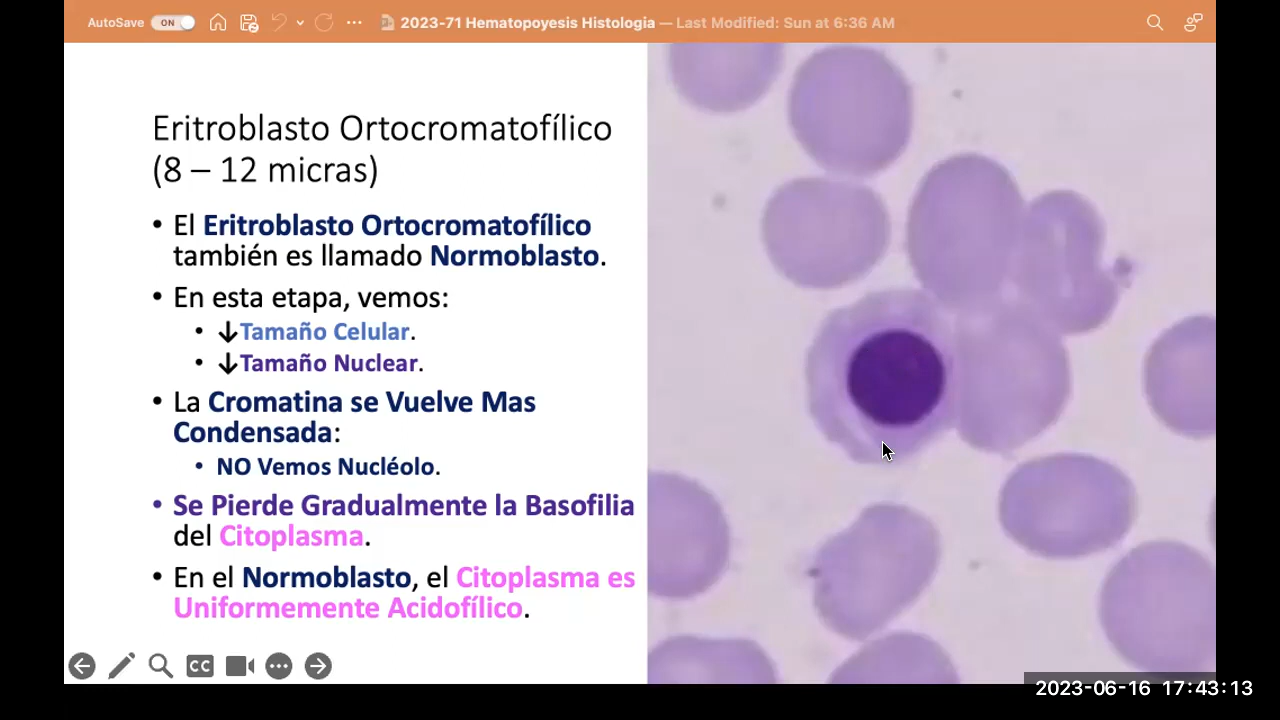 AutoSave ON 2023-71 Hematopoyesis Histologia — Last Modified: Sun at 6:36 AM
Eritroblasto Ortocromatofílico
(8 – 12 micras)
• El Eritroblasto Ortocromatofílico
también es llamado Normoblasto.
• En esta etapa, vemos:
• ↓Tamaño Celular.
• ↓Tamaño Nuclear.
• La Cromatina se Vuelve Mas
Condensada:
• NO Vemos Nucléolo.
• Se Pierde Gradualmente la Basofilia
del Citoplasma.
• En el Normoblasto, el Citoplasma es
Uniformemente Acidofílico.
CC
2023-06-16 17:43:13